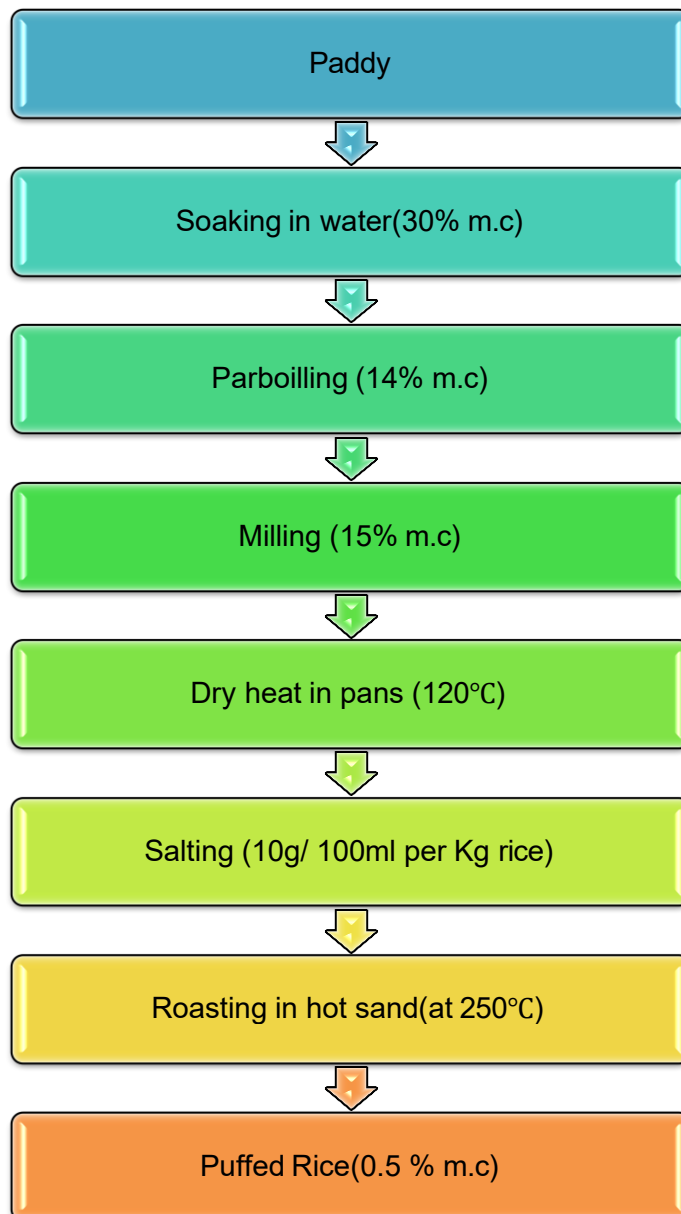 Paddy
Soaking in water(30% m.c)
Parboilling (14% m.c)
Milling (15% m.c)
Dry heat in pans (120℃)
Salting (10g/ 100ml per Kg rice)
Roasting in hot sand(at 250℃)
Puffed Rice(0.5 % m.c)